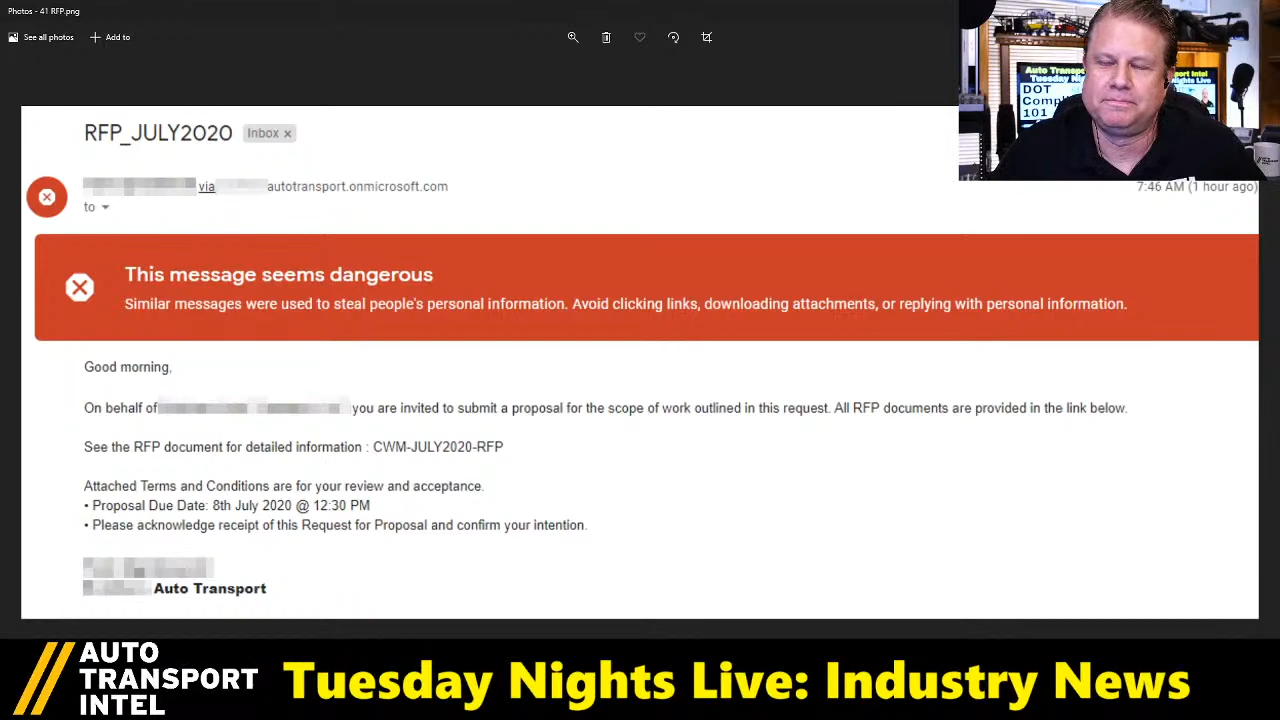 Photos - 41 RFP.png
See all photos
Add to
RFP_JULY2020 Inbox ×
via autotransport.onmicrosoft.com
7:46 AM (1 hour ago)
to
This message seems dangerous
Similar messages were used to steal people's personal information. Avoid clicking links, downloading attachments, or replying with personal information.
Good morning,
On behalf of you are invited to submit a proposal for the scope of work outlined in this request. All RFP documents are provided in the link below.
See the RFP document for detailed information : CWM-JULY2020-RFP
Attached Terms and Conditions are for your review and acceptance.
• Proposal Due Date: 8th July 2020 @ 12:30 PM
• Please acknowledge receipt of this Request for Proposal and confirm your intention.
Auto Transport
DOT
101
AUTO
TRANSPORT
INTEL
Tuesday Nights Live: Industry News